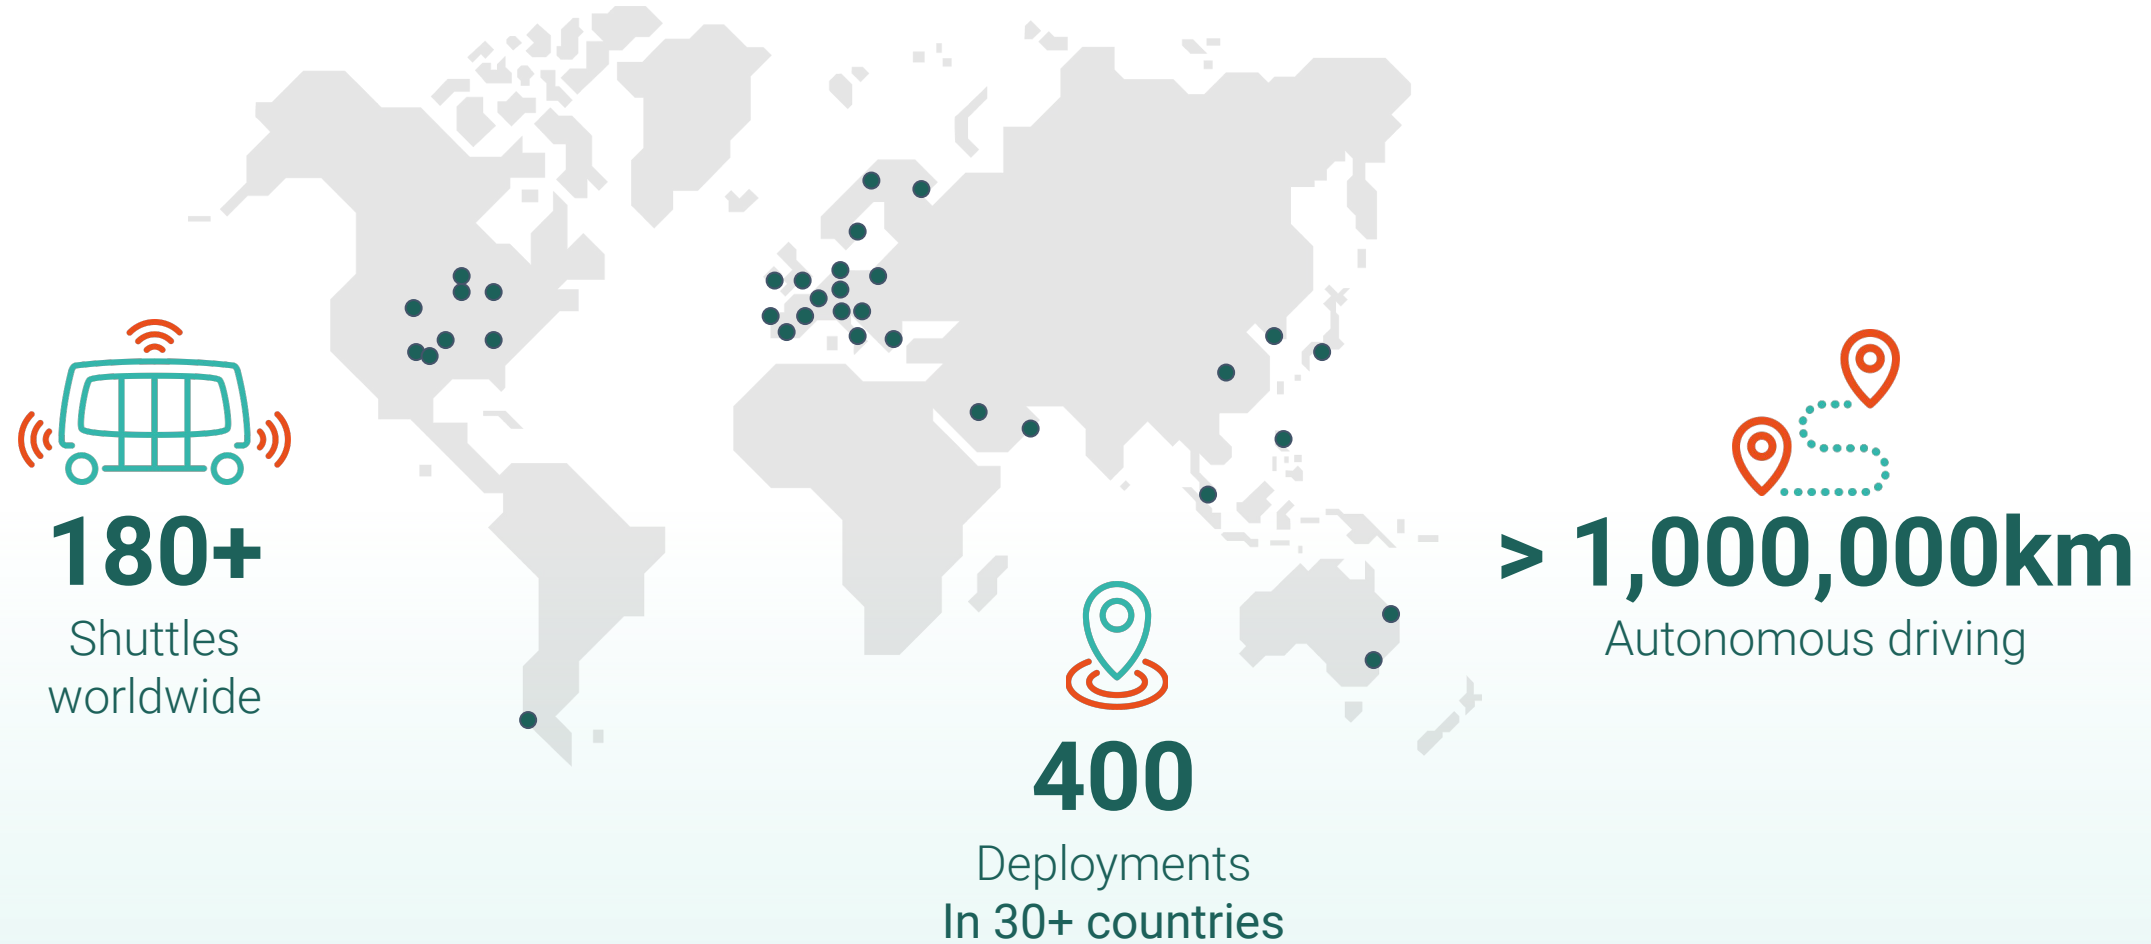 180+
Shuttles
worldwide
400
Deployments
In 30+ countries
> 1,000,000km
Autonomous driving